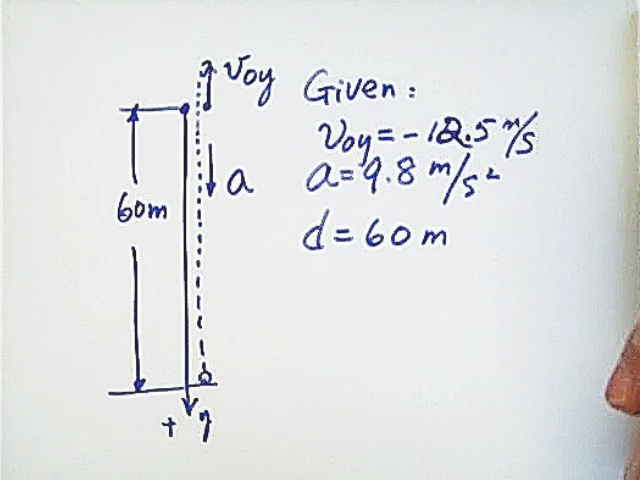 Voy
Given:
Voy = -12.5 m/s
a
a = 9.8 m/s²
60m
d = 60 m
+ y